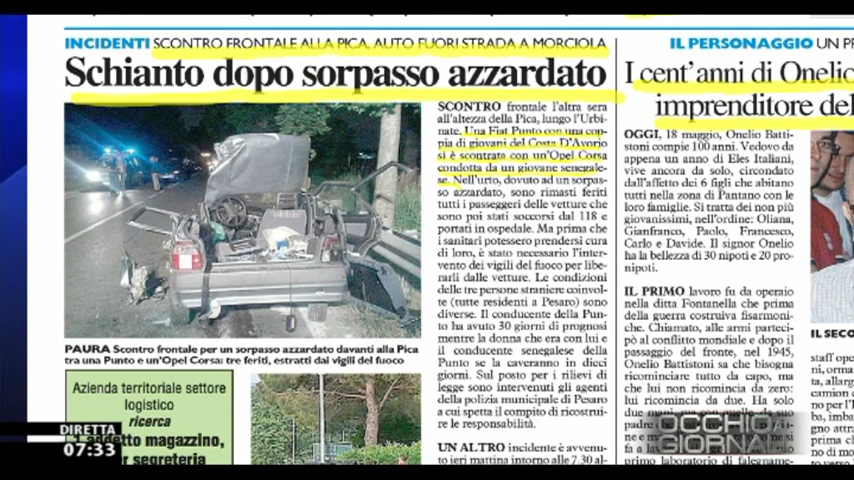 INCIDENTI SCONTRO FRONTALE ALLA PICA, AUTO FUORI STRADA A MORCIOLA
Schianto dopo sorpasso azzardato
SCONTRO frontale l'altra sera
all'altezza della Pica, lungo l'Urbi-
nate. Una Fiat Punto con una cop-
pia di giovani del Costa D'Avorio
si è scontrata con un'Opel Corsa
condotta da un giovane senegale-
se. Nell'urto, dovuto ad un sorpas-
so azzardato, sono rimasti feriti
tutti i passeggeri delle vetture che
sono poi stati soccorsi dal 118 e
portati in ospedale. Ma prima che
i sanitari potessero prendersi cura
di loro, è stato necessario l'inter-
vento dei vigili del fuoco per libe-
rarli dalle vetture. Le condizioni
delle tre persone straniere coinvol-
te (tutte residenti a Pesaro) sono
diverse. Il conducente della Pun-
to ha avuto 30 giorni di prognosi
mentre la donna che era con lui e
il conducente senegalese della
Punto se la caveranno in dieci
giorni. Sul posto per i rilievi di
legge sono intervenuti gli agenti
della polizia municipale di Pesaro
a cui spetta il compito di ricostrui-
re le responsabilità.
UN ALTRO incidente è avvenu-
to ieri mattina intorno alle 7.30 al-
PAURA Scontro frontale per un sorpasso azzardato davanti alla Pica
tra una Punto e un'Opel Corsa: tre feriti, estratti dai vigili del fuoco
Azienda territoriale settore
logistico
ricerca
1 addetto magazzino,
segreteria
IL PERSONAGGIO UN PR
I cent'anni di Onelio
imprenditore del
OGGI, 18 maggio, Onelio Batti-
stoni compie 100 anni. Vedovo da
appena un anno di Eles Italiani,
vive ancora da solo, circondato
dall'affetto dei 6 figli che abitano
tutti nella zona di Pantano con le
loro famiglie. Si tratta dei non più
giovanissimi, nell'ordine: Oliana,
Gianfranco, Paolo, Francesco,
Carlo e Davide. Il signor Onelio
ha la bellezza di 30 nipoti e 20 pro-
nipoti.
IL PRIMO lavoro fu da operaio
nella ditta Fontanella che prima
della guerra costruiva fisarmoni-
che. Chiamato, alle armi parteci-
pò al conflitto mondiale e dopo il
passaggio del fronte, nel 1945,
Onelio Battistoni sa che bisogna
ricominciare tutto da capo, ma
che lui non ricomincia da zero:
lui ricomincia da due. Ha solo
IL SECO
DIRETTA
07:33
OCCHIO
GIORNALE